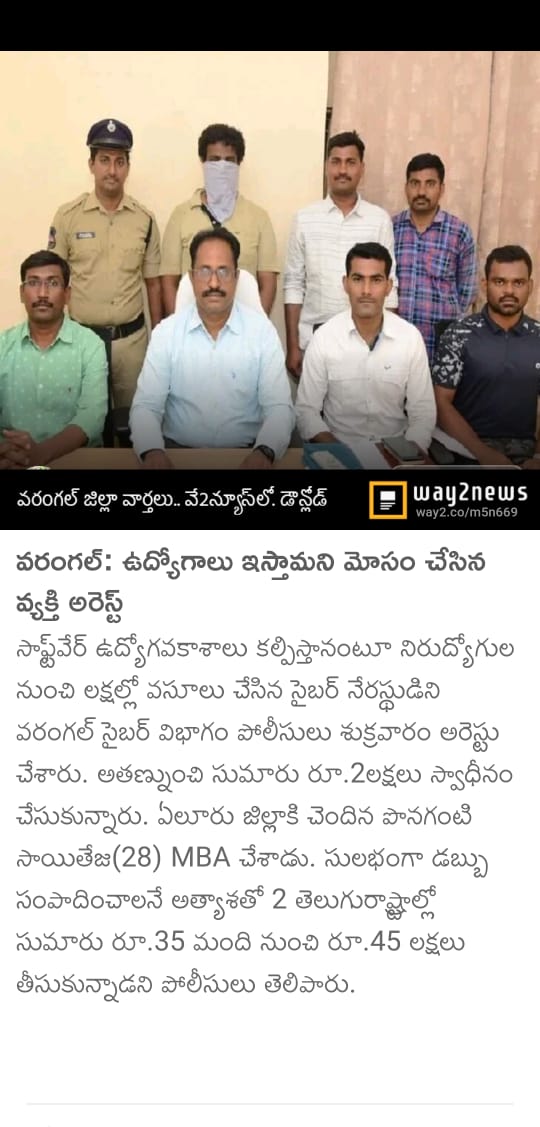 వరంగల్ జిల్లా వార్తలు.. వే2న్యూస్‌లో. డౌన్లోడ్
way2news
way2.co/m5n669
వరంగల్: ఉద్యోగాలు ఇస్తామని మోసం చేసిన
వ్యక్తి అరెస్ట్
సాఫ్ట్‌వేర్ ఉద్యోగవకాశాలు కల్పిస్తానంటూ నిరుద్యోగుల
నుంచి లక్షల్లో వసూలు చేసిన సైబర్ నేరస్థుడిని
వరంగల్ సైబర్ విభాగం పోలీసులు శుక్రవారం అరెస్టు
చేశారు. అతణ్నుంచి సుమారు రూ.2లక్షలు స్వాధీనం
చేసుకున్నారు. ఏలూరు జిల్లాకి చెందిన పొనగంటి
సాయితేజ(28) MBA చేశాడు. సులభంగా డబ్బు
సంపాదించాలనే అత్యాశతో 2 తెలుగురాష్ట్రాల్లో
సుమారు రూ.35 మంది నుంచి రూ.45 లక్షలు
తీసుకున్నాడని పోలీసులు తెలిపారు.